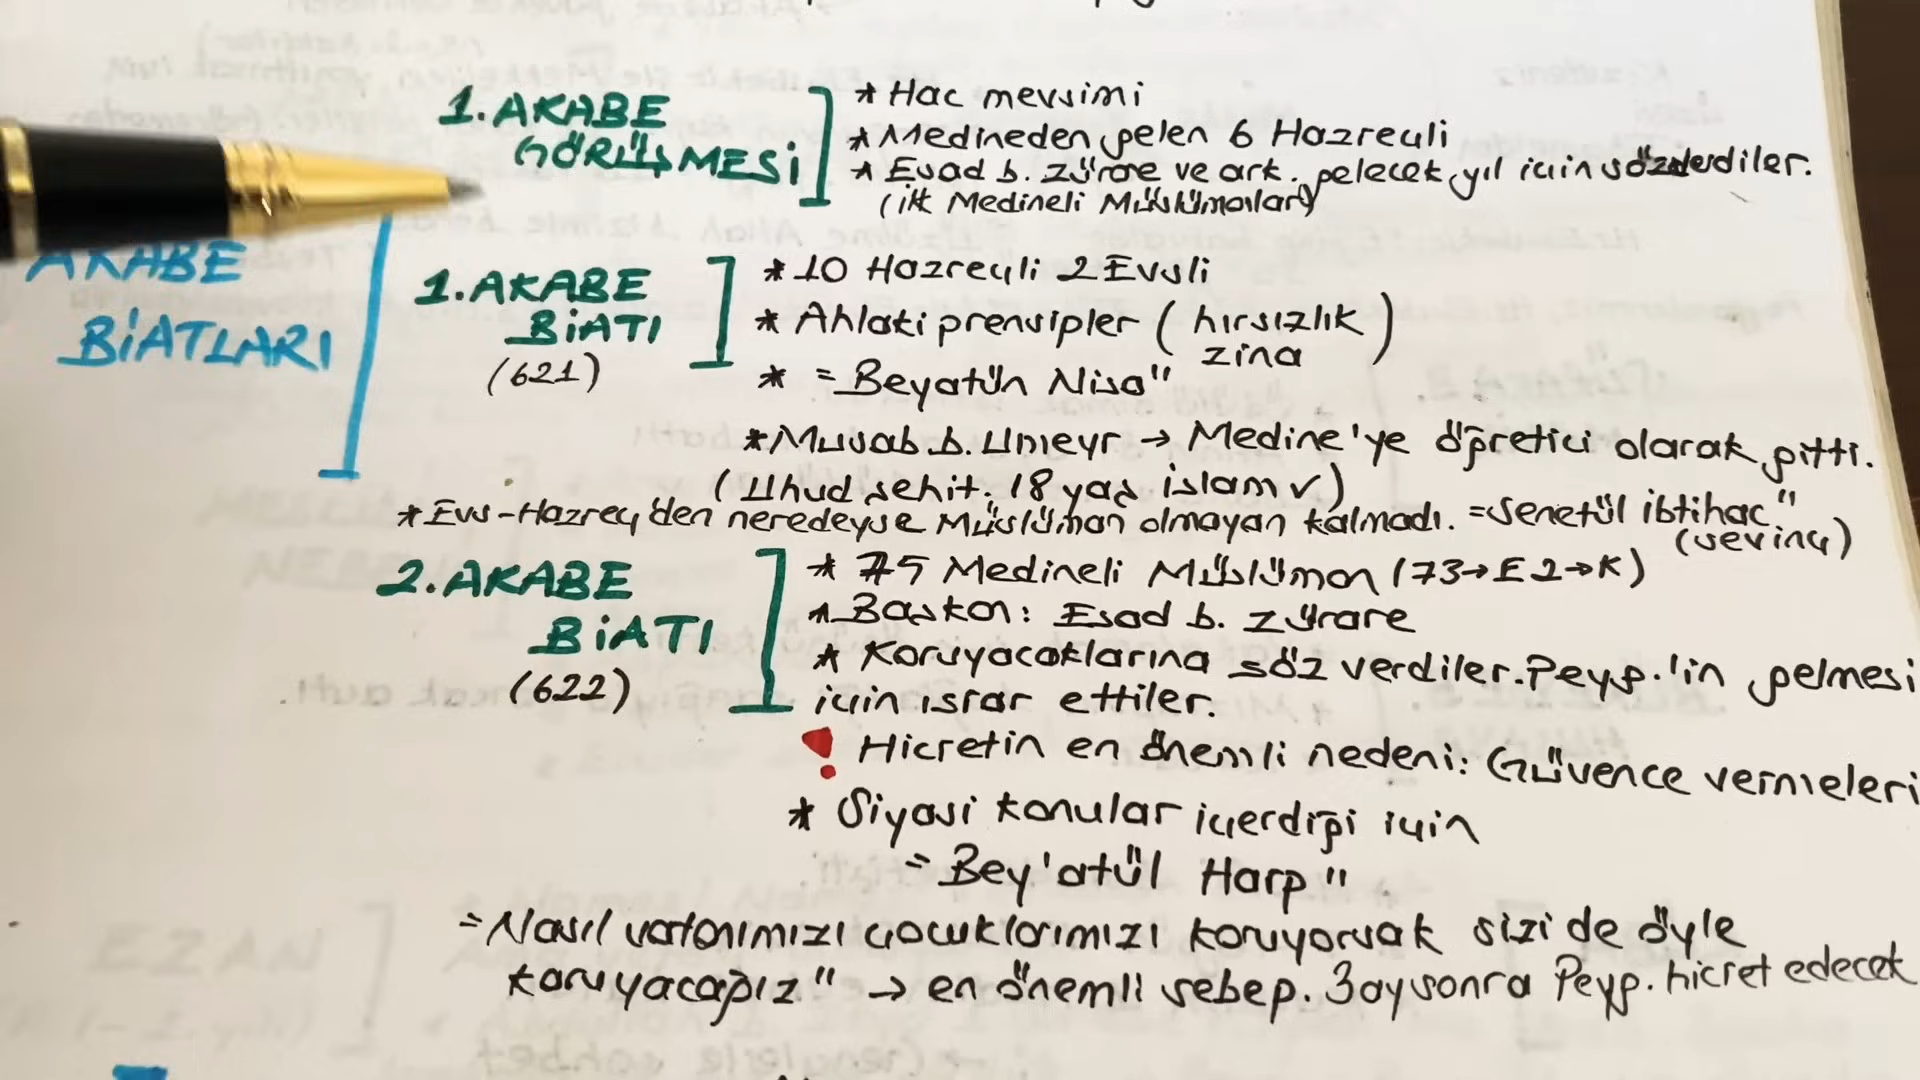 1. AKABE GÖRÜŞMESİ
* Hac mevsimi
* Medineden gelen 6 Hazreçli
* Esad b. Zürare ve ark. gelecek yıl için söz verdiler.
(ilk Medineli Müslümanlar)
AKABE
BİATLARI
1. AKABE
BİATI
(621)
* 10 Hazreçli 2 Evsli
* Ahlaki prensipler ( hırsızlık
zina )
* "Beyatün Nisa"
* Musab b. Umeyr → Medine'ye öğretici olarak gitti.
(Uhud şehit. 18 yaş islam ✓)
* Evs-Hazreç'den neredeyse Müslüman olmayan kalmadı. "senetül ibtihac"
(sevinç)
2. AKABE
BİATI
(622)
* 75 Medineli Müslüman (73→E 2→K)
* Başkan: Esad b. Zürare
* Koruyacaklarına söz verdiler. Peyg.'in gelmesi
için ısrar ettiler.
! Hicretin en önemli nedeni: Güvence vermeleri
* Siyasi konular içerdiği için
"Bey'atül Harp"
"Nasıl vatanımızı çocuklarımızı koruyorsak sizi de öyle
koruyacağız" → en önemli sebep. 3 ay sonra Peyg. hicret edecek